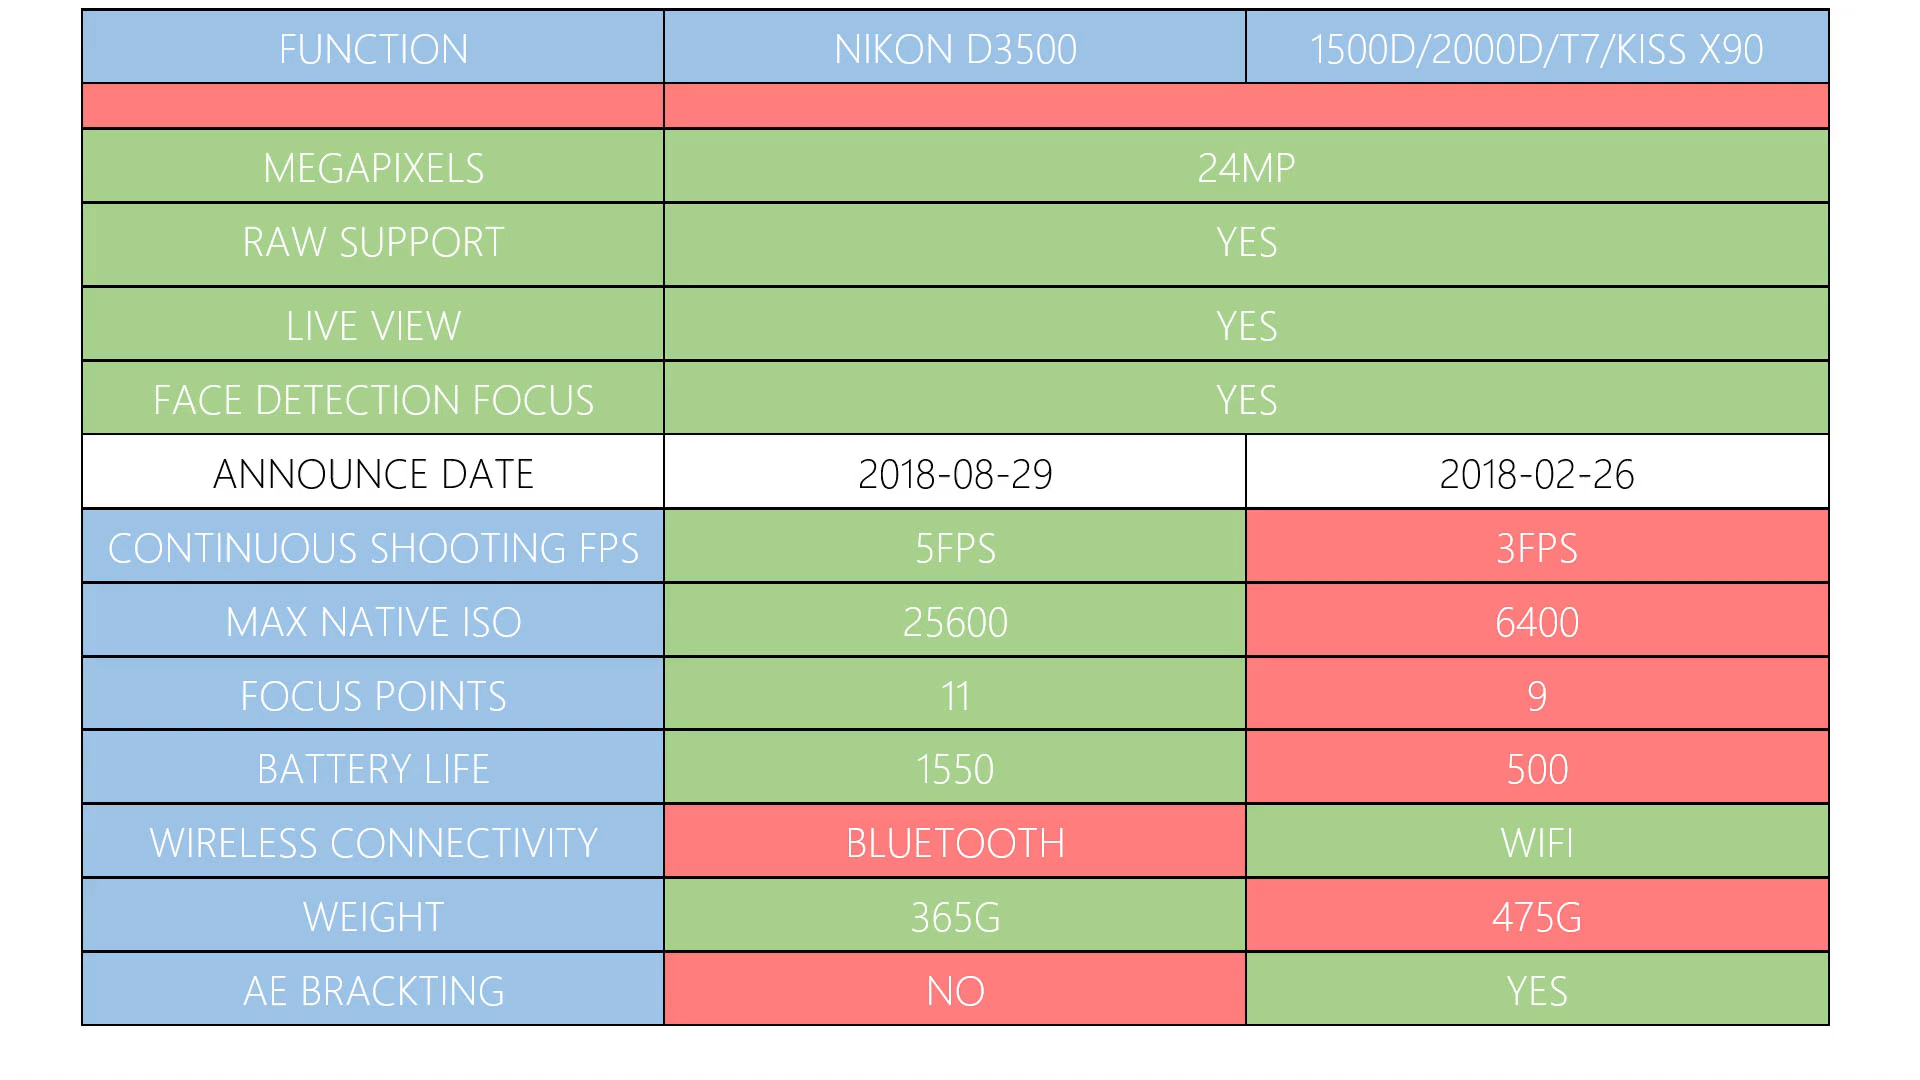 FUNCTION NIKON D3500 1500D/2000D/T7/KISS X90
MEGAPIXELS 24MP
RAW SUPPORT YES
LIVE VIEW YES
FACE DETECTION FOCUS YES
ANNOUNCE DATE 2018-08-29 2018-02-26
CONTINUOUS SHOOTING FPS 5FPS 3FPS
MAX NATIVE ISO 25600 6400
FOCUS POINTS 11 9
BATTERY LIFE 1550 500
WIRELESS CONNECTIVITY BLUETOOTH WIFI
WEIGHT 365G 475G
AE BRACKTING NO YES